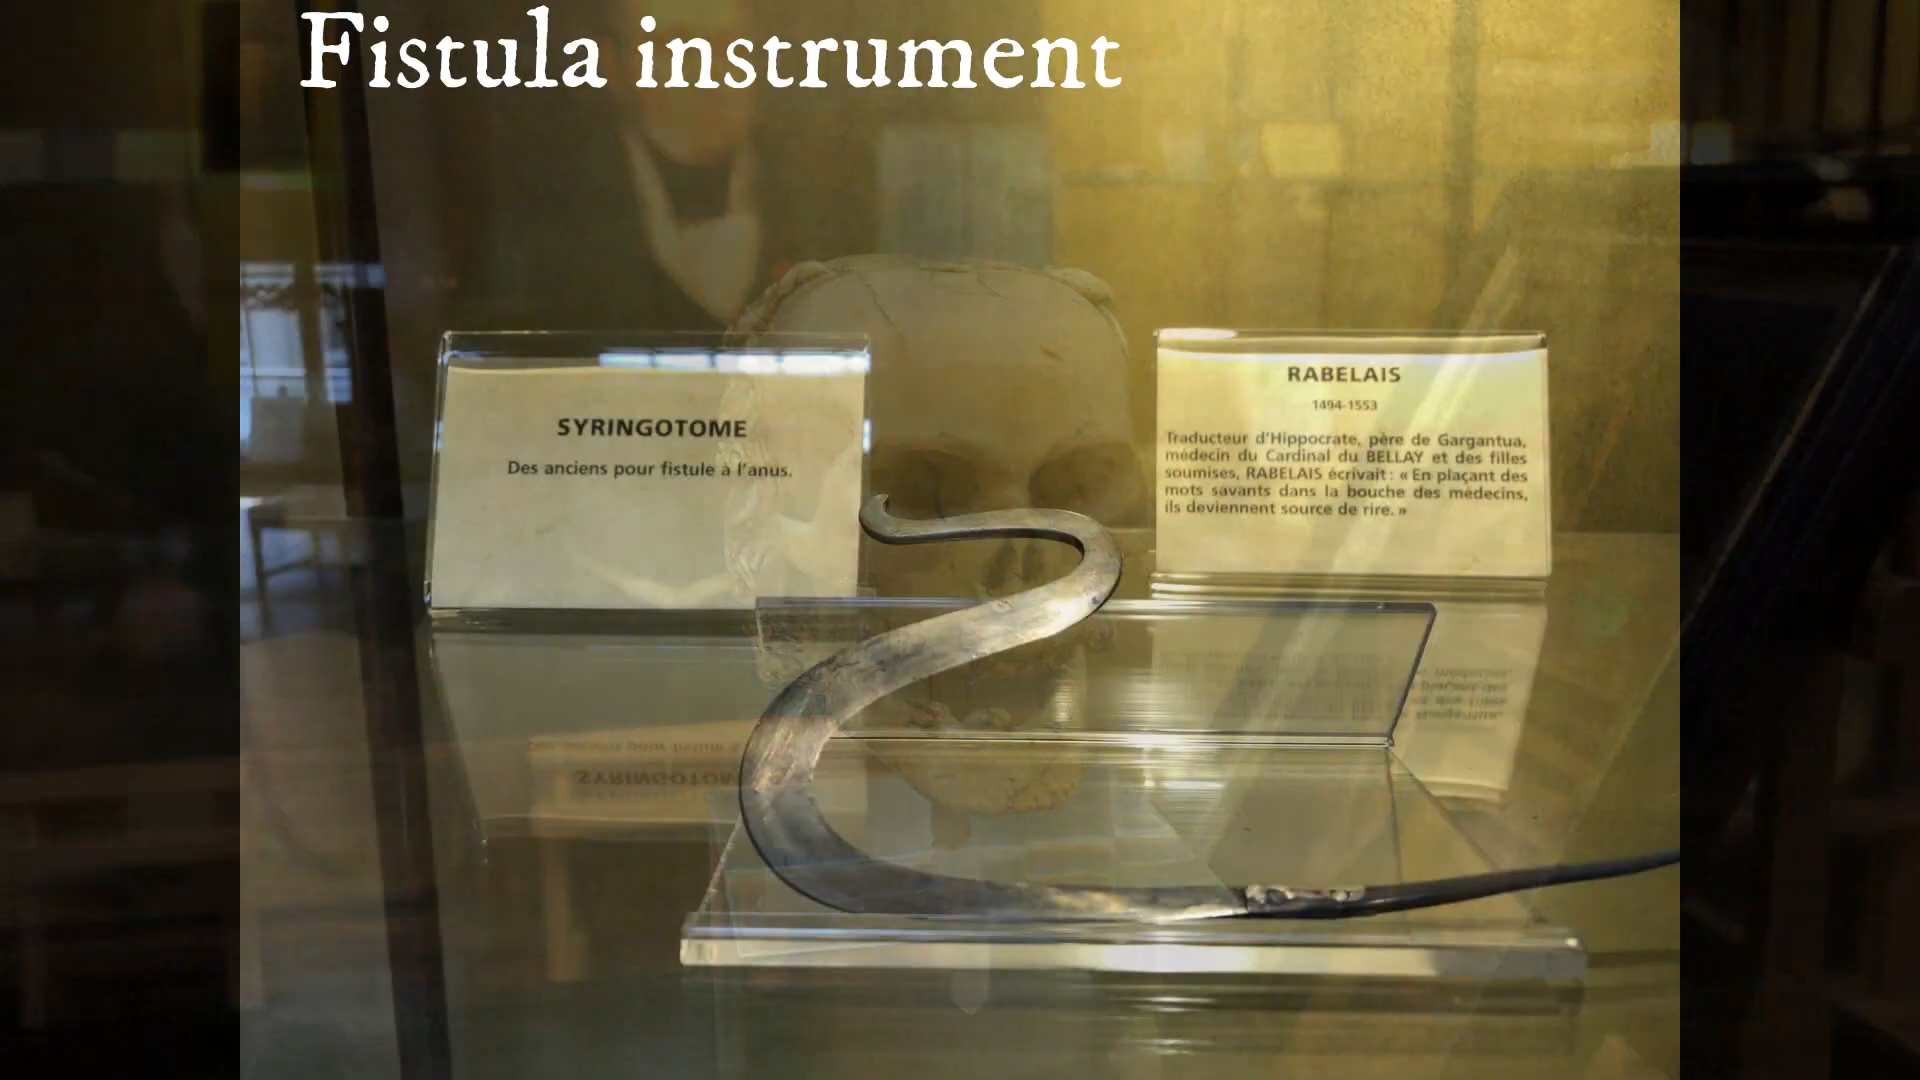 Fistula instrument
SYRINGOTOME
Des anciens pour fistule à l'anus.
RABELAIS
1494-1553
Traducteur d'Hippocrate, père de Gargantua,
médecin du Cardinal du BELLAY et des filles
soumises, RABELAIS écrivait : « En plaçant des
mots savants dans la bouche des médecins,
ils deviennent source de rire. »